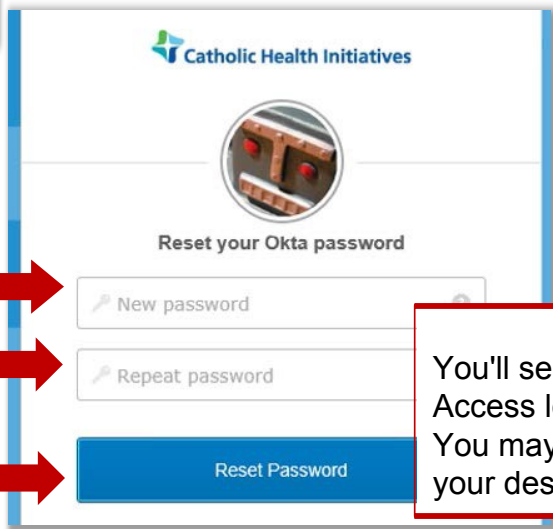 Catholic Health Initiatives
Reset your Okta password
New password
Repeat password
You'll se
Access l
You may
your des
Reset Password